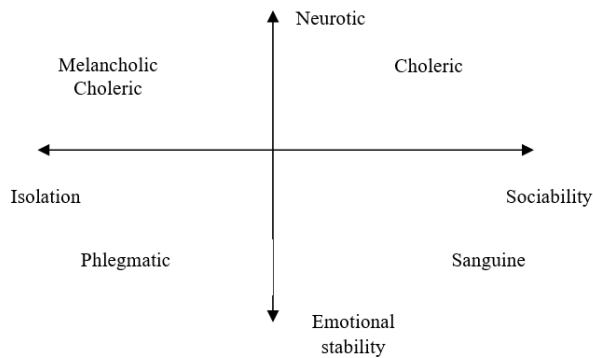 Neurotic
Melancholic
Choleric
Choleric
Isolation
Sociability
Phlegmatic
Sanguine
Emotional
stability